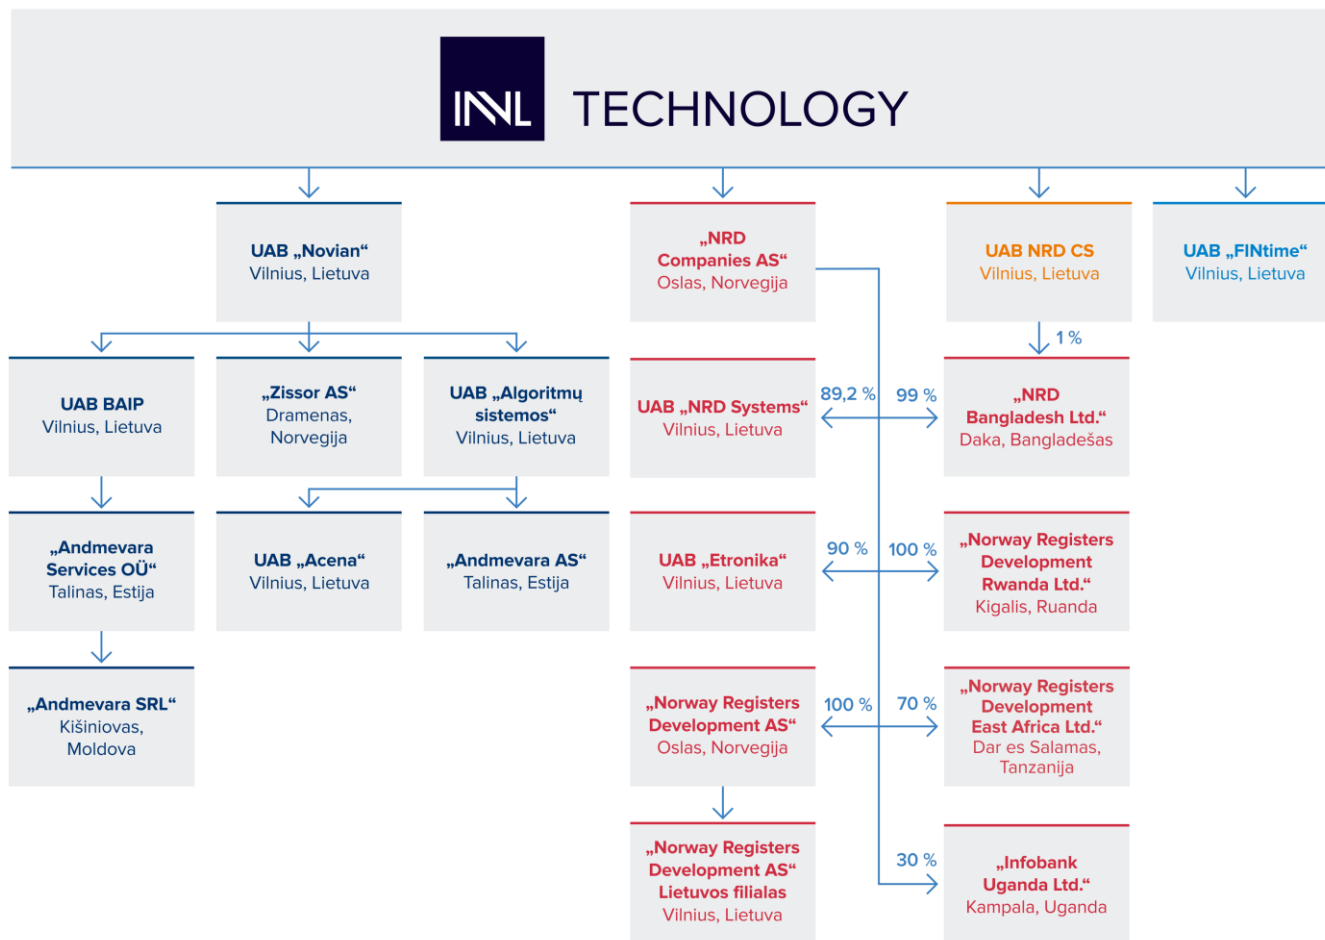 INVL TECHNOLOGY
UAB „Novian“
Vilnius, Lietuva
„NRD
Companies AS“
Oslas, Norvegija
UAB NRD CS
Vilnius, Lietuva
UAB „FINtime“
Vilnius, Lietuva
1 %
UAB BAIP
Vilnius, Lietuva
„Zissor AS“
Dramenas,
Norvegija
UAB „Algoritmų
sistemos“
Vilnius, Lietuva
UAB „NRD Systems“
Vilnius, Lietuva
89,2 %
99 %
„NRD
Bangladesh Ltd.“
Daka, Bangladešas
„Andmevara
Services OÜ“
Talinas, Estija
UAB „Acena“
Vilnius, Lietuva
„Andmevara AS“
Talinas, Estija
UAB „Etronika“
Vilnius, Lietuva
90 %
100 %
„Norway Registers
Development
Rwanda Ltd.“
Kigalis, Ruanda
„Andmevara SRL“
Kišiniovas,
Moldova
„Norway Registers
Development AS“
Oslas, Norvegija
100 %
70 %
„Norway Registers
Development
East Africa Ltd.“
Dar es Salamas,
Tanzanija
„Norway Registers
Development AS“
Lietuvos filialas
Vilnius, Lietuva
30 %
„Infobank
Uganda Ltd.“
Kampala, Uganda